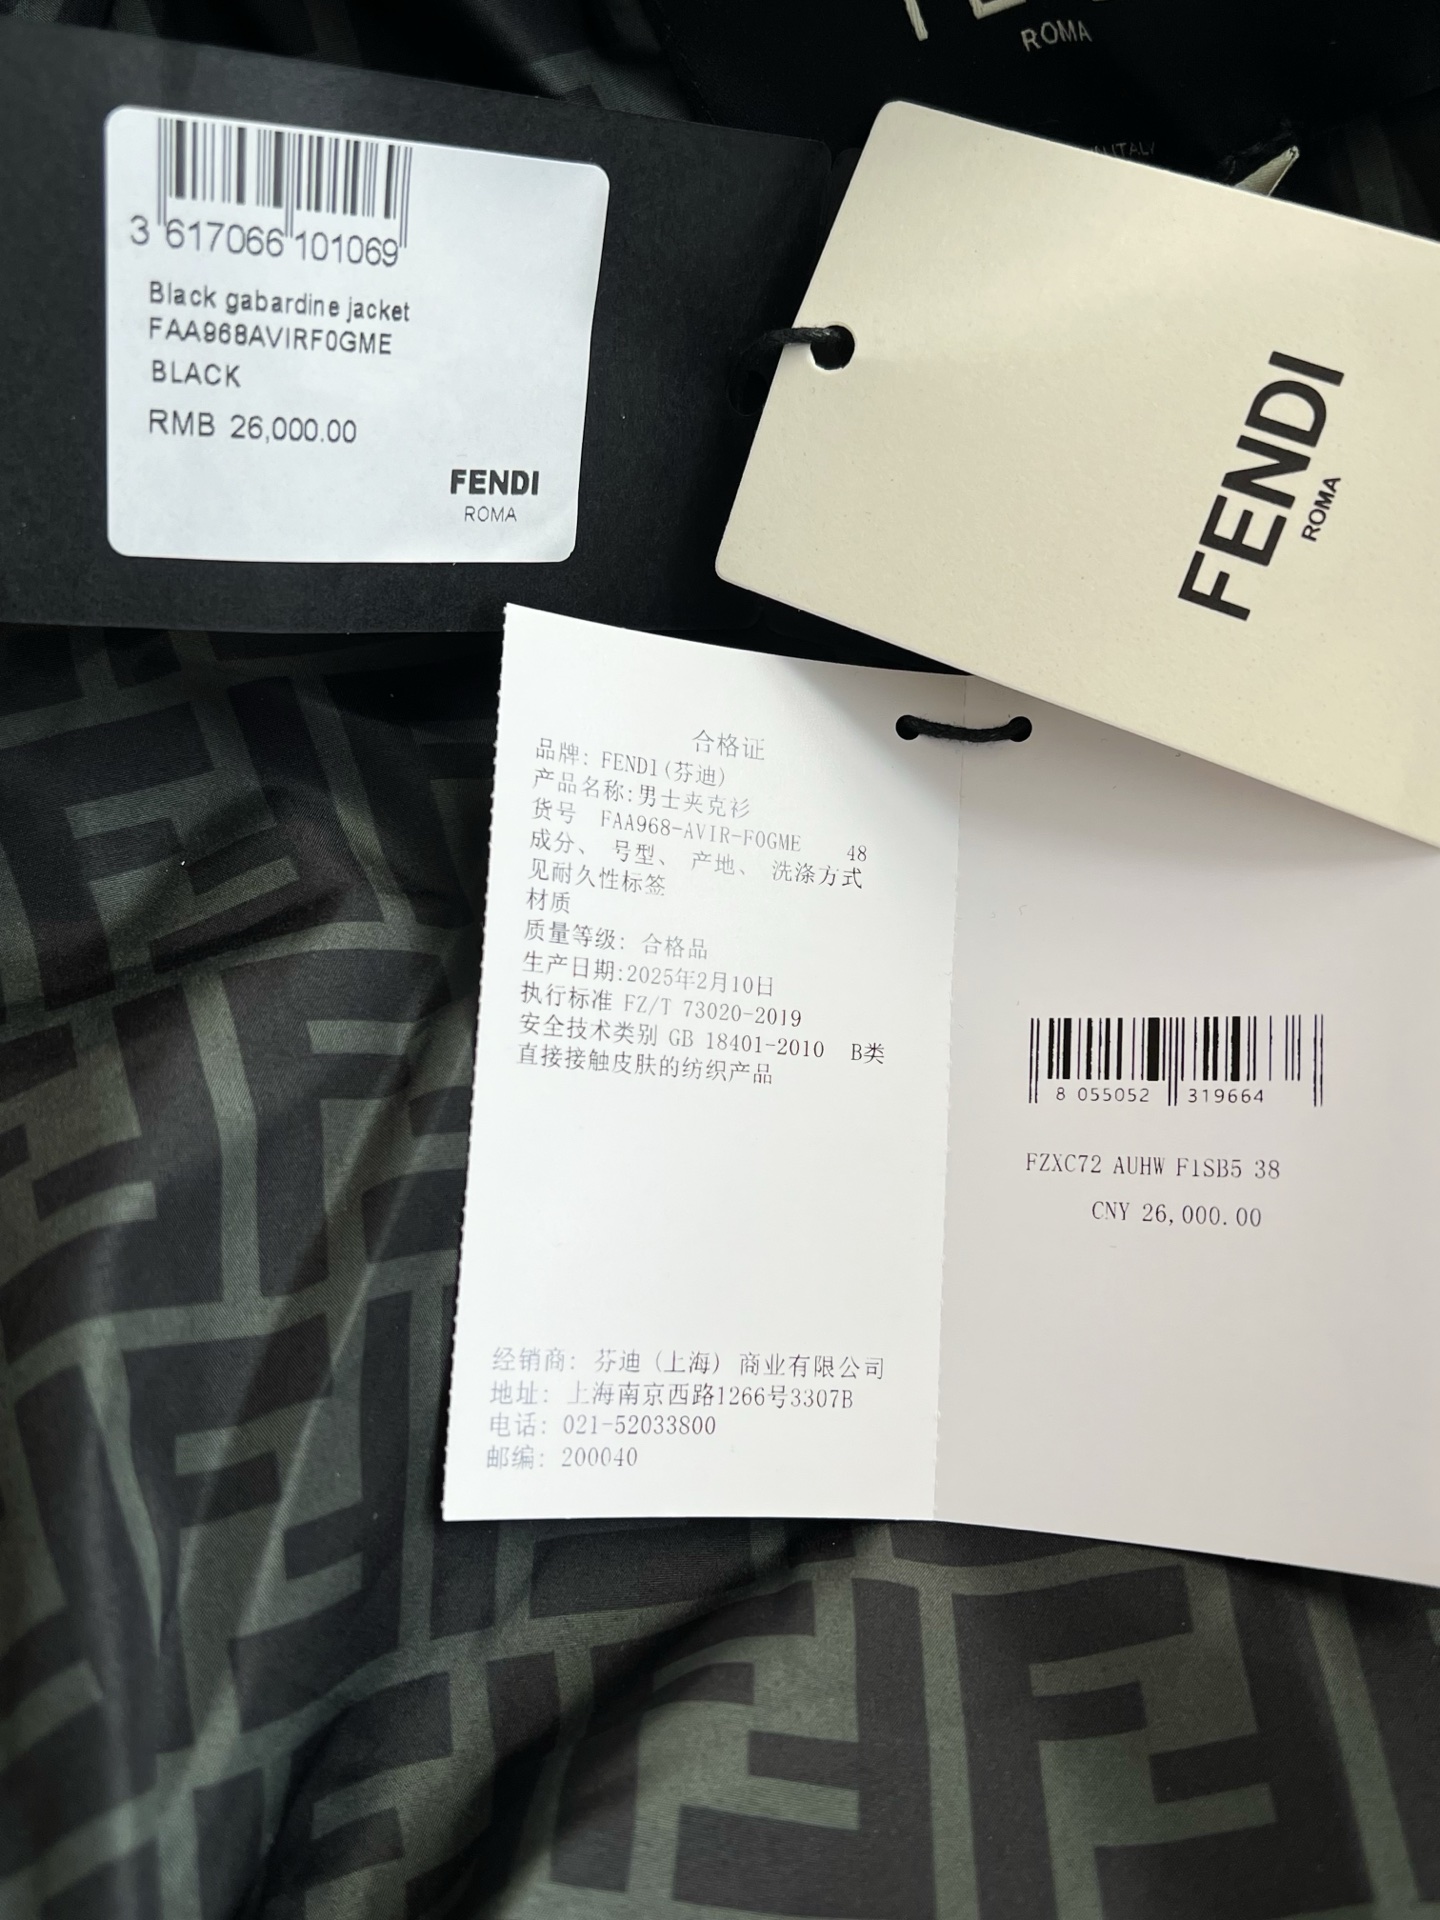 ROMA
3 617066 101069
Black gabardine jacket
FAA968AVIRF0GME
BLACK
RMB 26,000.00
FENDI
ROMA
FENDI
ROMA
合格证
品牌: FENDI(芬迪)
产品名称:男士夹克衫
货号 FAA968-AVIR-F0GME 48
成分、 号型、 产地、 洗涤方式
见耐久性标签
材质
质量等级: 合格品
生产日期:2025年2月10日
执行标准 FZ/T 73020-2019
安全技术类别 GB 18401-2010 B类
直接接触皮肤的纺织产品
经销商: 芬迪 (上海) 商业有限公司
地址: 上海南京西路1266号3307B
电话: 021-52033800
邮编: 200040
8 055052 319664
FZXC72 AUHW F1SB5 38
CNY 26,000.00